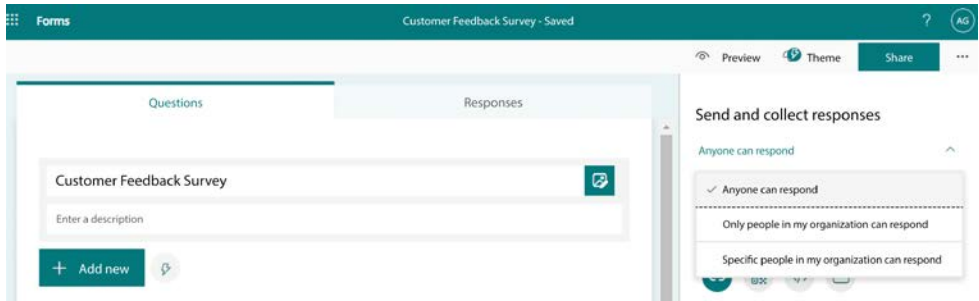 Forms
Customer Feedback Survey - Saved
? AG
Preview
Theme
Share
...
Questions
Responses
Customer Feedback Survey
Enter a description
+ Add new
Send and collect responses
Anyone can respond
Anyone can respond
Only people in my organization can respond
Specific people in my organization can respond